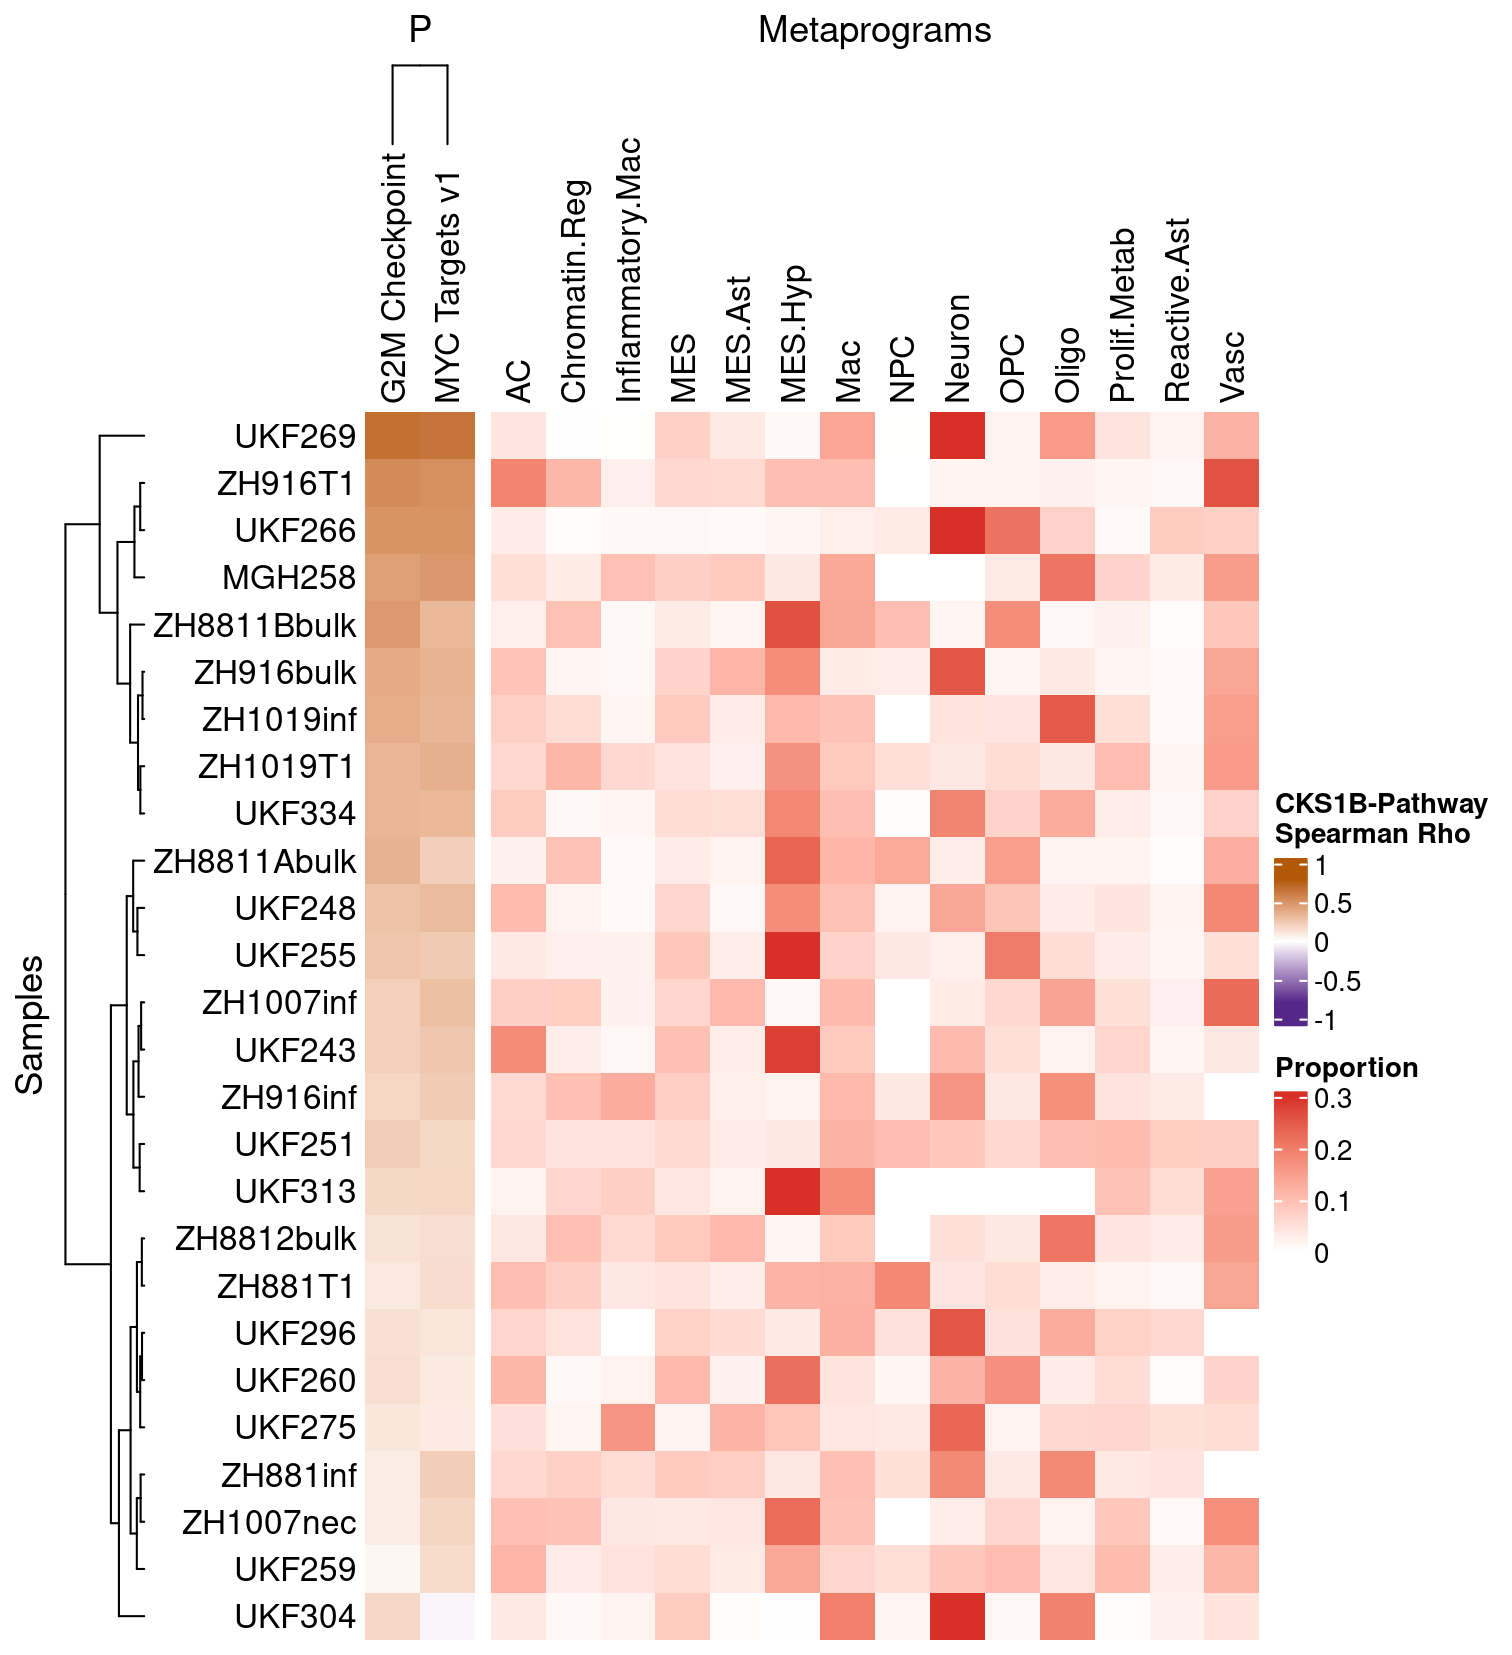 P
Metaprograms
G2M Checkpoint
MYC Targets v1
AC
Chromatin.Reg
Inflammatory.Mac
MES
MES.Ast
MES.Hyp
Mac
NPC
Neuron
OPC
Oligo
Prolif.Metab
Reactive.Ast
Vasc
Samples
UKF269
ZH916T1
UKF266
MGH258
ZH8811Bbulk
ZH916bulk
ZH1019inf
ZH1019T1
UKF334
ZH8811Abulk
UKF248
UKF255
ZH1007inf
UKF243
ZH916inf
UKF251
UKF313
ZH8812bulk
ZH881T1
UKF296
UKF260
UKF275
ZH881inf
ZH1007nec
UKF259
UKF304
CKS1B-Pathway
Spearman Rho
1
0.5
0
-0.5
-1
Proportion
0.3
0.2
0.1
0